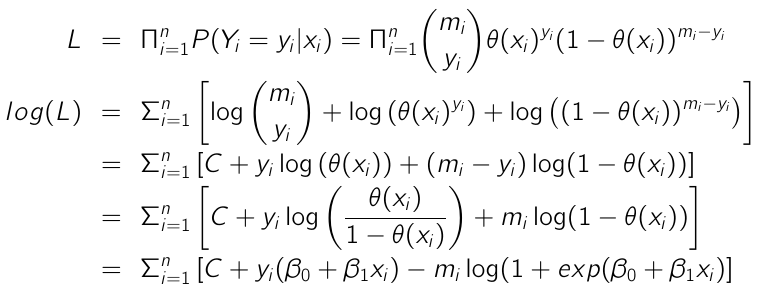 L = Π_{i=1}^{n} P(Y_i = y_i|x_i) = Π_{i=1}^{n} \binom{m_i}{y_i} θ(x_i)^{y_i} (1 − θ(x_i))^{m_i−y_i}
log(L) = Σ_{i=1}^{n} [log \binom{m_i}{y_i} + log (θ(x_i)^{y_i}) + log ((1 − θ(x_i))^{m_i−y_i})]
= Σ_{i=1}^{n} [C + y_i log (θ(x_i)) + (m_i − y_i) log(1 − θ(x_i))]
= Σ_{i=1}^{n} [C + y_i log (\frac{θ(x_i)}{1 − θ(x_i)}) + m_i log(1 − θ(x_i))]
= Σ_{i=1}^{n} [C + y_i(β_0 + β_1x_i) − m_i log(1 + exp(β_0 + β_1x_i)]